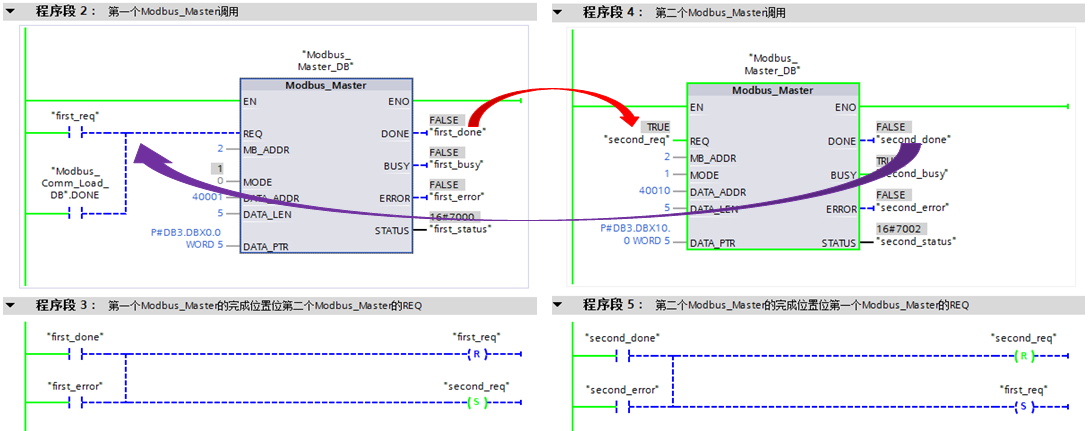 程序段 2： 第一个Modbus_Master调用
"Modbus_
Master_DB"
Modbus_Master
EN
ENO
"first_req"
REQ
"Modbus_
Comm_Load_
DB".DONE
2
MB_ADDR
1
0
MODE
40001
DATA_ADDR
5
DATA_LEN
P#DB3.DBX0.0
WORD 5
DATA_PTR
FALSE
DONE
"first_done"
FALSE
BUSY
"first_busy"
FALSE
ERROR
"first_error"
16#7000
STATUS
"first_status"
程序段 4： 第二个Modbus_Master调用
"Modbus_
Master_DB"
Modbus_Master
EN
ENO
TRUE
"second_req"
REQ
2
MB_ADDR
1
MODE
40010
DATA_ADDR
5
DATA_LEN
P#DB3.DBX10.
0 WORD 5
DATA_PTR
FALSE
DONE
"second_done"
BUSY
"second_busy"
FALSE
ERROR
"second_error"
16#7002
STATUS
"second_status"
程序段 3： 第一个Modbus_Master的完成位置位第二个Modbus_Master的REQ
"first_done"
"first_req"
R
"first_error"
"second_req"
S
程序段 5： 第二个Modbus_Master的完成位置位第一个Modbus_Master的REQ
"second_done"
"second_req"
R
"second_error"
"first_req"
S